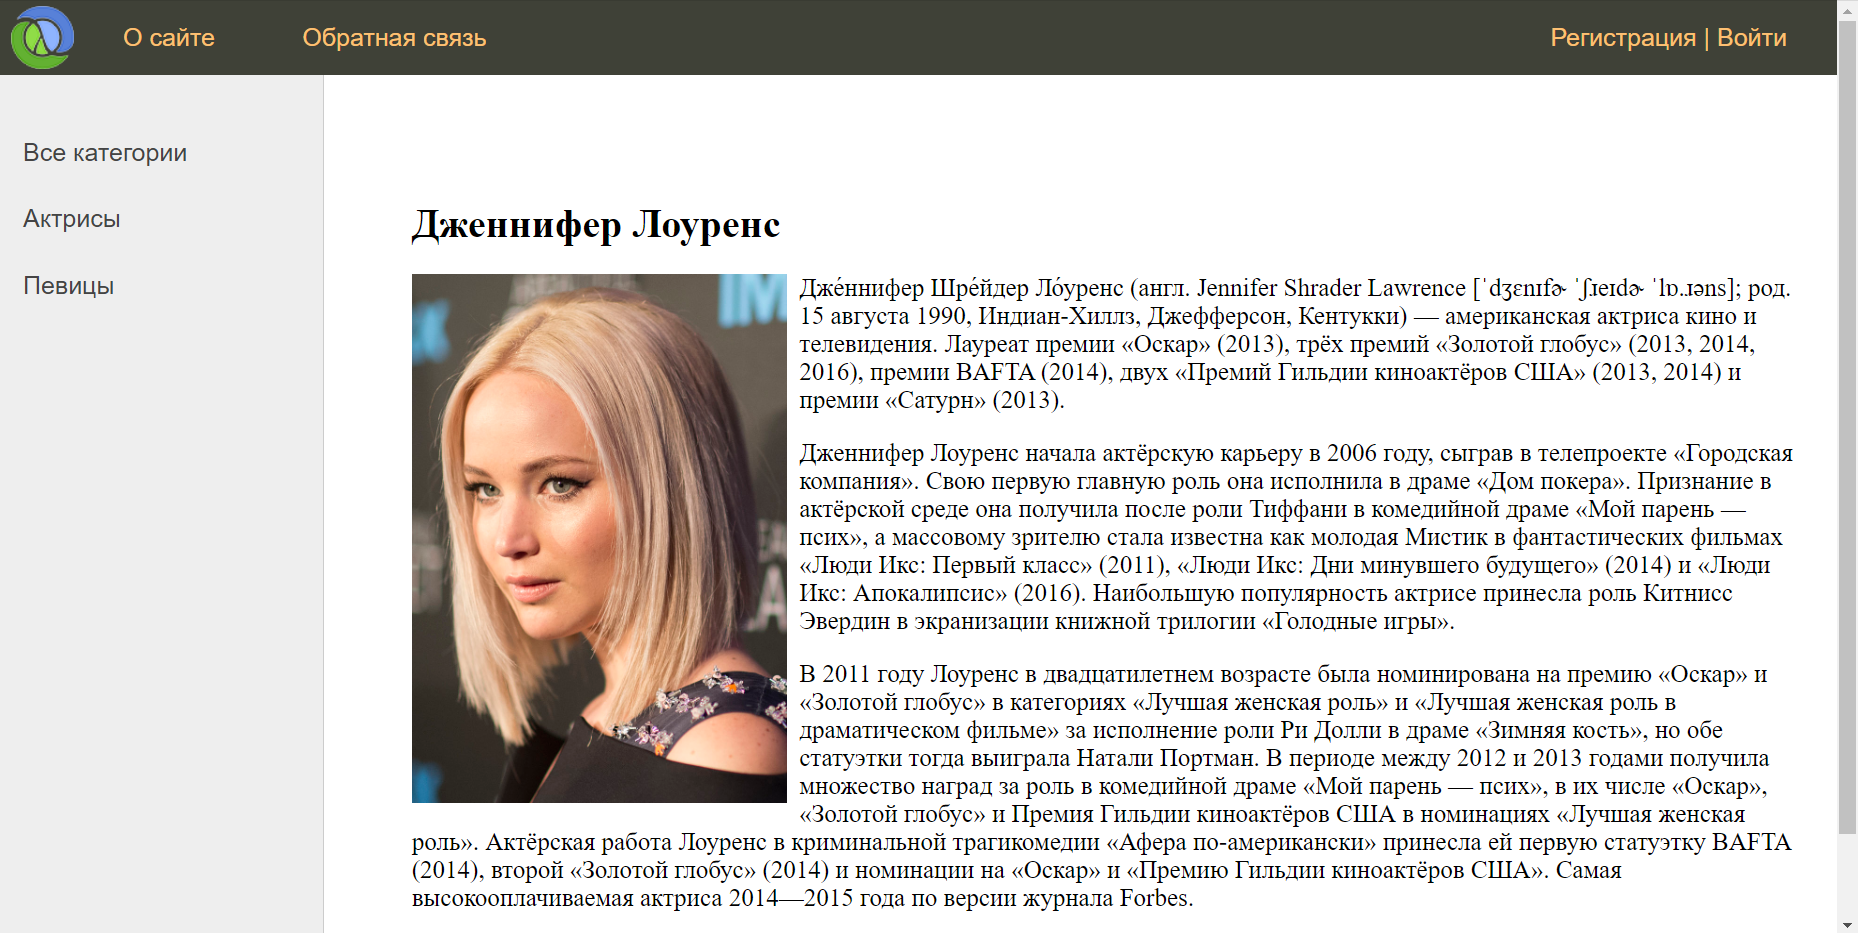 О сайте
Обратная связь
Регистрация | Войти
Все категории
Актрисы
Певицы
Дженнифер Лоуренс
IM
Дже́ннифер Шре́йдер Ло́уренс (англ. Jennifer Shrader Lawrence [ˈdʒɛnɪfɚ ˈʃɹeɪdɚ ˈlɒ.ɹəns]; род.
15 августа 1990, Индиан-Хиллз, Джефферсон, Кентукки) — американская актриса кино и
телевидения. Лауреат премии «Оскар» (2013), трёх премий «Золотой глобус» (2013, 2014,
2016), премии BAFTA (2014), двух «Премий Гильдии киноактёров США» (2013, 2014) и
премии «Сатурн» (2013).
Дженнифер Лоуренс начала актёрскую карьеру в 2006 году, сыграв в телепроекте «Городская
компания». Свою первую главную роль она исполнила в драме «Дом покера». Признание в
актёрской среде она получила после роли Тиффани в комедийной драме «Мой парень —
псих», а массовому зрителю стала известна как молодая Мистик в фантастических фильмах
«Люди Икс: Первый класс» (2011), «Люди Икс: Дни минувшего будущего» (2014) и «Люди
Икс: Апокалипсис» (2016). Наибольшую популярность актрисе принесла роль Китнисс
Эвердин в экранизации книжной трилогии «Голодные игры».
В 2011 году Лоуренс в двадцатилетнем возрасте была номинирована на премию «Оскар» и
«Золотой глобус» в категориях «Лучшая женская роль» и «Лучшая женская роль в
драматическом фильме» за исполнение роли Ри Долли в драме «Зимняя кость», но обе
статуэтки тогда выиграла Натали Портман. В периоде между 2012 и 2013 годами получила
множество наград за роль в комедийной драме «Мой парень — псих», в их числе «Оскар»,
«Золотой глобус» и Премия Гильдии киноактёров США в номинациях «Лучшая женская
роль». Актёрская работа Лоуренс в криминальной трагикомедии «Афера по-американски» принесла ей первую статуэтку BAFTA
(2014), второй «Золотой глобус» (2014) и номинации на «Оскар» и «Премию Гильдии киноактёров США». Самая
высокооплачиваемая актриса 2014—2015 года по версии журнала Forbes.